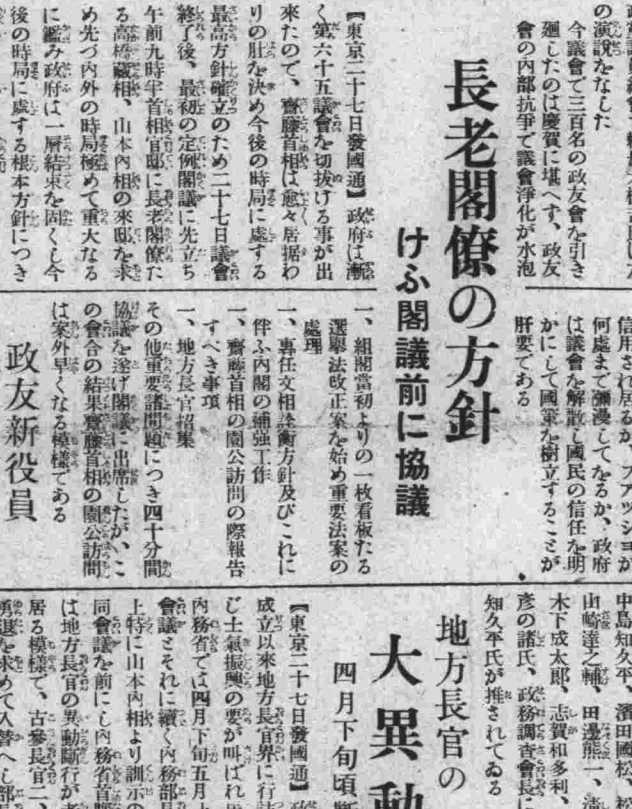 の演說をなした
今議會で三百名の政友會を引き
廻したのは慶賀に堪へず、政友
會の內部抗爭で議會淨化が水泡
信用され居るか、フアツシヨが
何處まで彌漫してをるか、政府
は議會を解散し國民の信任を明
かにして國策を樹立することが
肝要である
長老閣僚の方針
けふ閣議前に協議
【東京二十七日發國通】政府は漸
く第六十五議會を切拔ける事が出
來たので、齋藤首相は愈々居据わ
りの肚を決め今後の時局に處する
最高方針確立のため二十七日議會
終了後、最初の定例閣議に先立ち
午前九時半首相官邸に長老閣僚た
る高橋藏相、山本內相の來邸を求
め先づ內外の時局極めて重大なる
に鑑み政府は一層結束を固くし今
後の時局に處する根本方針につき
一、組閣當初よりの一枚看板たる
選擧法改正案を始め重要法案の
處理
一、專任文相詮衡方針及びこれに
伴ふ內閣の補强工作
一、齋藤首相の園公訪問の際報告
すべき事項
一、地方長官招集
その他重要諸問題につき四十分間
協議を遂げ閣議に出席したが、こ
の會合の結果齋藤首相の園公訪問
は案外早くなる模樣である
政友新役員
中島知久平、濱田國松
山崎達之輔、田邊熊一、
木下成太郞、志賀和多利、
彥の諸氏、政務調査會長に
知久平氏が推されてゐる
地方長官の
大異動
四月下旬頃
【東京二十七日發國通】
成立以來地方長官界に行詰
じ士氣振興の要が叫ばれ
內務省では四月下旬五月上
會議とそれに續く內務部長
上特に山本內相より訓示の
同會議を前にし內務省首腦
は地方長官の異動斷行が
居る模樣で、古參長官二、
勇退を求めて入替へし部長